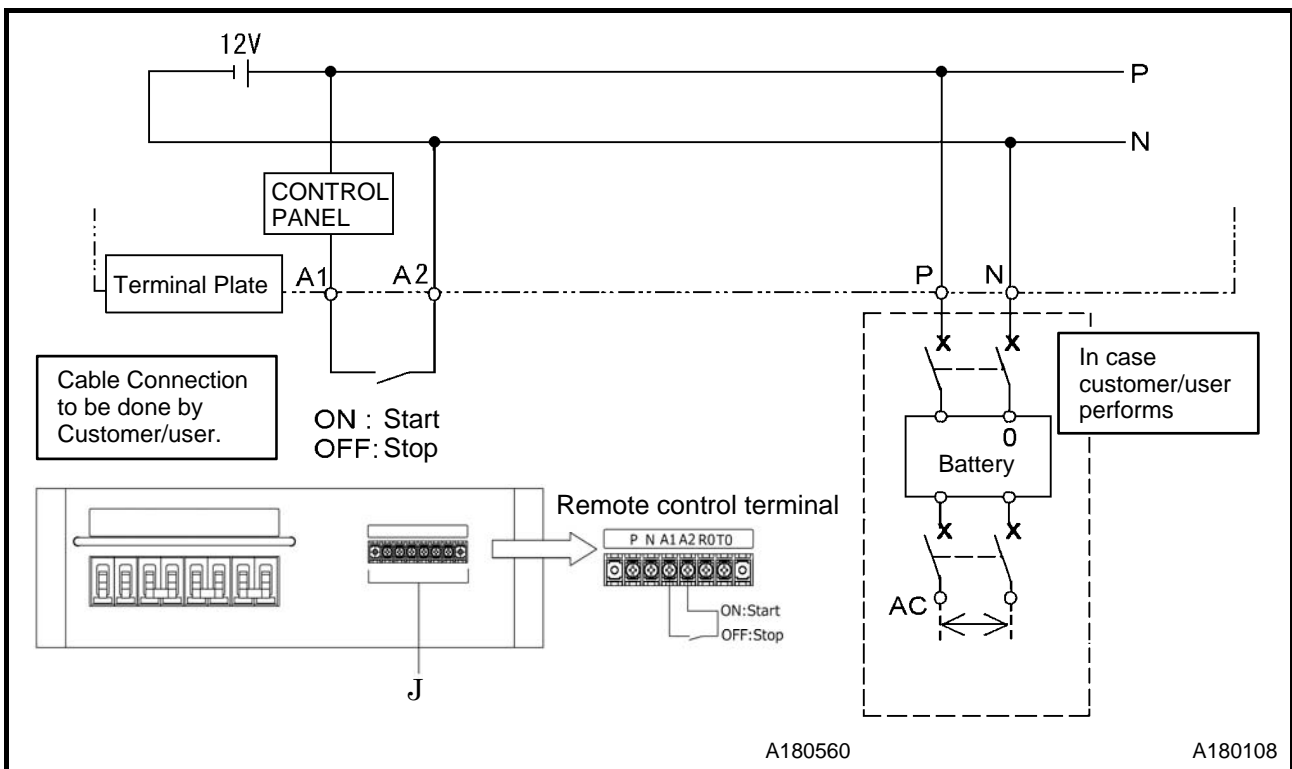 12V
P
N
CONTROL
PANEL
Terminal Plate
A1
A2
P
N
Cable Connection
to be done by
Customer/user.
ON : Start
OFF: Stop
In case
customer/user
performs
0
Battery
AC
Remote control terminal
P N A1 A2 R0 T0
ON:Start
OFF:Stop
J
A180560
A180108